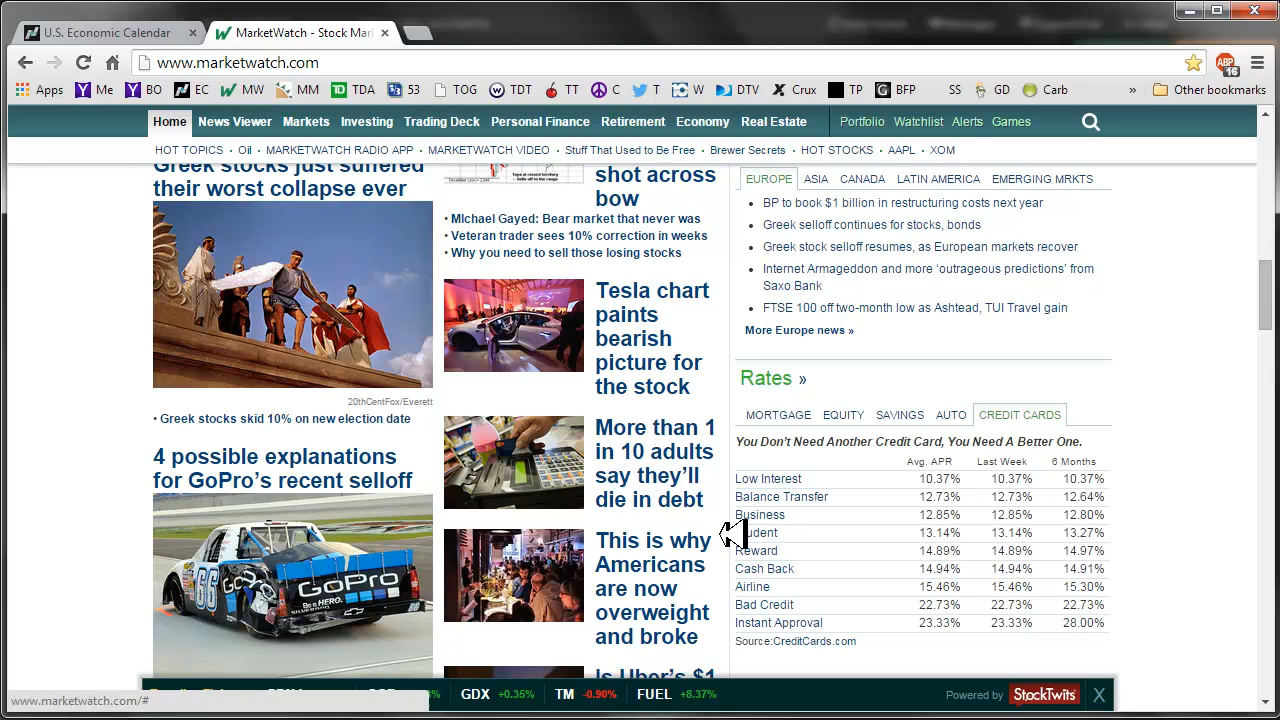 U.S. Economic Calendar
MarketWatch - Stock Mar
www.marketwatch.com
ABP
16
Apps
Me
BO
EC
MW
MM
TDA
53
TOG
TDT
TT
C
T
W
DTV
Crux
TP
BFP
SS
GD
Carb
»
Other bookmarks
Home
News Viewer
Markets
Investing
Trading Deck
Personal Finance
Retirement
Economy
Real Estate
Portfolio
Watchlist
Alerts
Games
HOT TOPICS • Oil • MARKETWATCH RADIO APP • MARKETWATCH VIDEO • Stuff That Used to Be Free • Brewer Secrets • HOT STOCKS • AAPL • XOM
Greek stocks just suffered
their worst collapse ever
20thCentFox/Everett
• Greek stocks skid 10% on new election date
4 possible explanations
for GoPro's recent selloff
66
GoPro
Be a HERO.
shot across
bow
• MIchael Gayed: Bear market that never was
• Veteran trader sees 10% correction in weeks
• Why you need to sell those losing stocks
Tesla chart
paints
bearish
picture for
the stock
More than 1
in 10 adults
say they'll
die in debt
This is why
Americans
are now
overweight
and broke
Is Uber's $1
EUROPE
ASIA
CANADA
LATIN AMERICA
EMERGING MRKTS
• BP to book $1 billion in restructuring costs next year
• Greek selloff continues for stocks, bonds
• Greek stock selloff resumes, as European markets recover
• Internet Armageddon and more ‘outrageous predictions’ from
Saxo Bank
• FTSE 100 off two-month low as Ashtead, TUI Travel gain
More Europe news »
Rates »
MORTGAGE
EQUITY
SAVINGS
AUTO
CREDIT CARDS
You Don't Need Another Credit Card, You Need A Better One.
Avg. APR Last Week 6 Months
Low Interest 10.37% 10.37% 10.37%
Balance Transfer 12.73% 12.73% 12.64%
Business 12.85% 12.85% 12.80%
udent 13.14% 13.14% 13.27%
Reward 14.89% 14.89% 14.97%
Cash Back 14.94% 14.94% 14.91%
Airline 15.46% 15.46% 15.30%
Bad Credit 22.73% 22.73% 22.73%
Instant Approval 23.33% 23.33% 28.00%
Source:CreditCards.com
GDX +0.35% TM -0.90% FUEL +8.37%
Powered by StockTwits X
www.marketwatch.com/#